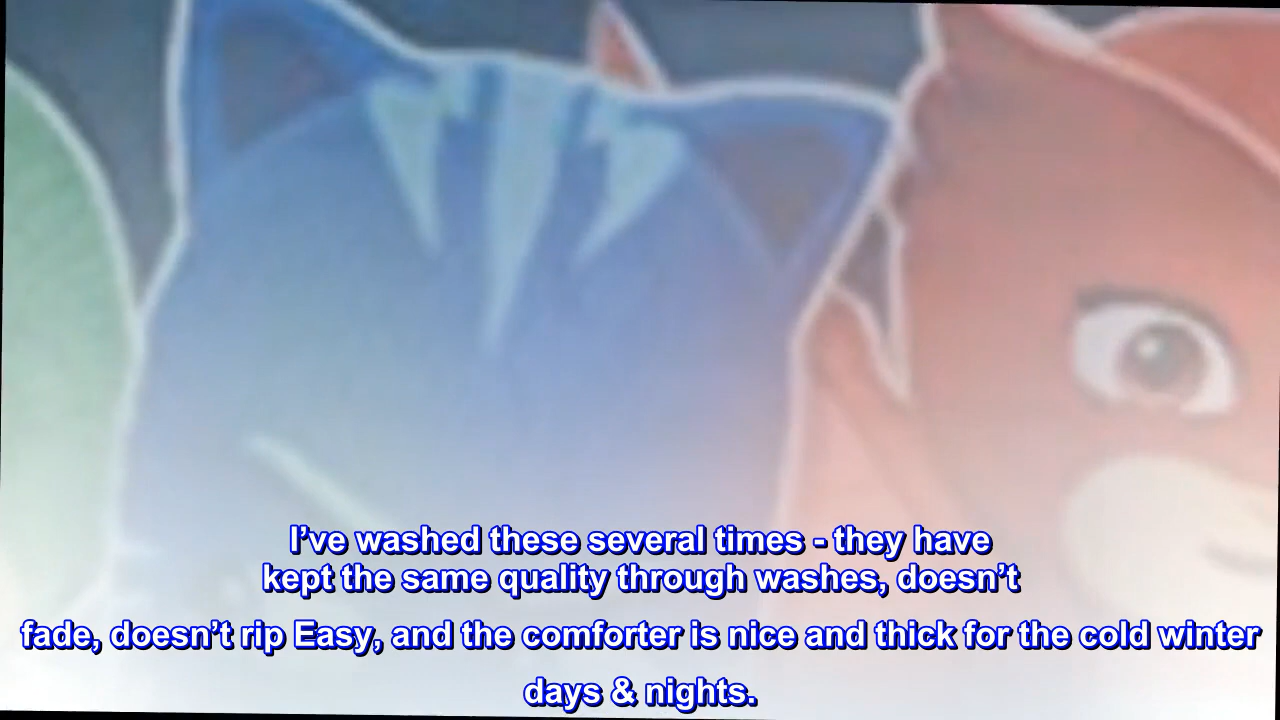 I’ve washed these several times - they have
kept the same quality through washes, doesn’t
fade, doesn’t rip Easy, and the comforter is nice and thick for the cold winter
days & nights.